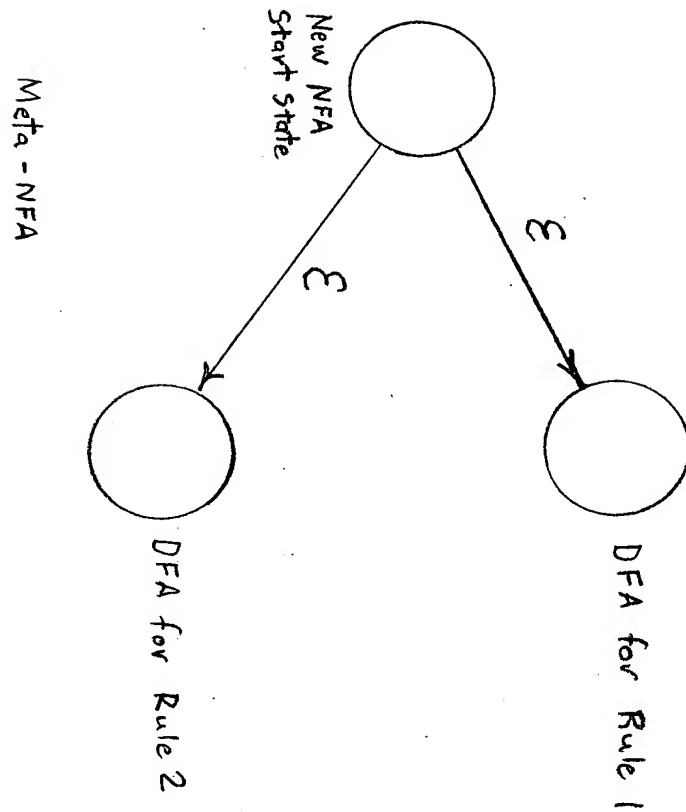 DFA for Rule 1
ε
New NFA
Start State
ε
DFA for Rule 2
Meta-NFA